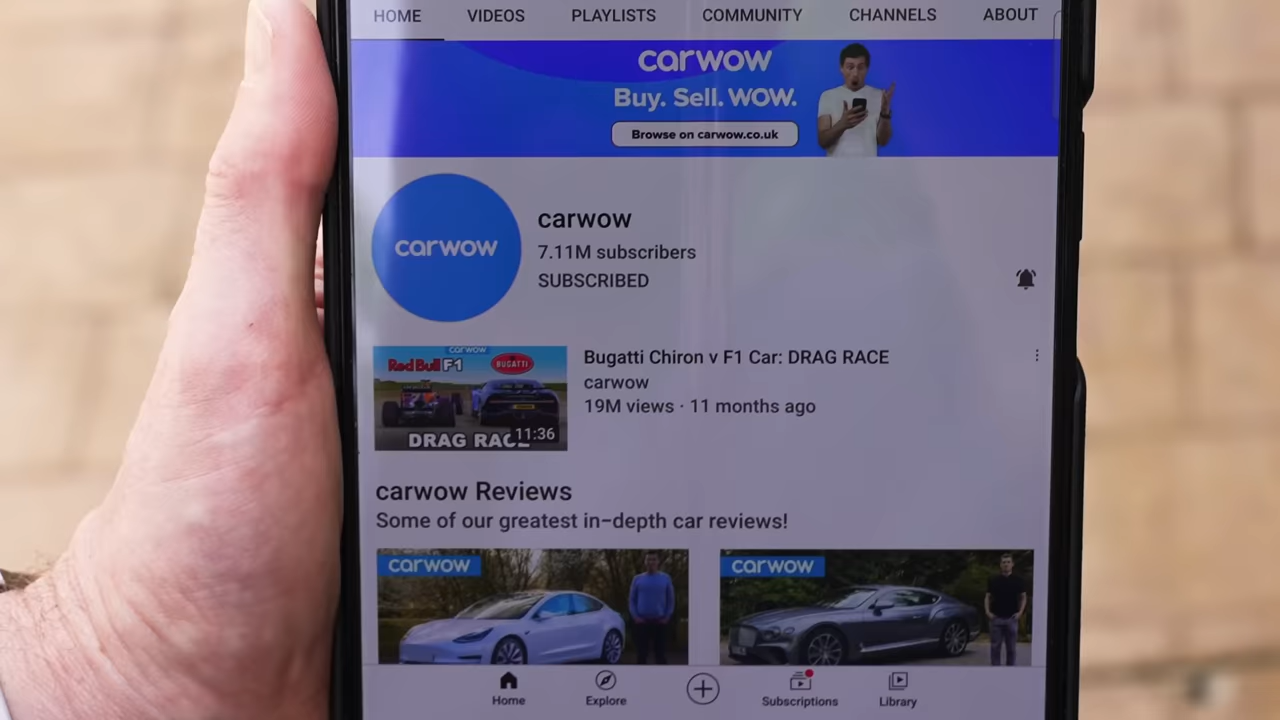 HOME VIDEOS PLAYLISTS COMMUNITY CHANNELS ABOUT
carwow
Buy. Sell. WOW.
Browse on carwow.co.uk
carwow
carwow
7.11M subscribers
SUBSCRIBED
carwow
Red Bull F1 BUGATTI
DRAG RACE
11:36
Bugatti Chiron v F1 Car: DRAG RACE
carwow
19M views · 11 months ago
carwow Reviews
Some of our greatest in-depth car reviews!
carwow
carwow
Home Explore Subscriptions Library